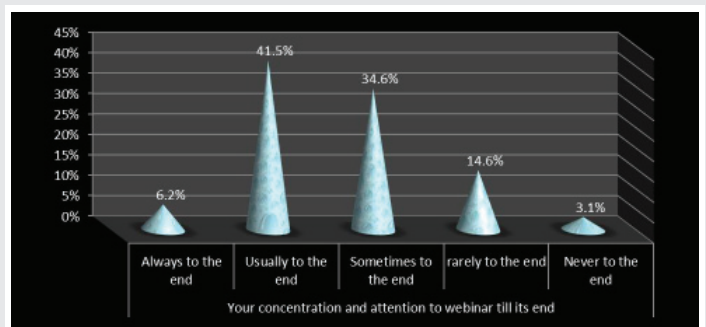 45%
40%
35%
30%
25%
20%
15%
10%
5%
0%
6.2%
41.5%
34.6%
14.6%
3.1%
Always to the
end
Usually to the
end
Sometimes to
the end
rarely to the end
Never to the
end
Your concentration and attention to webinar till its end